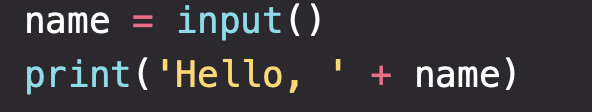 name = input()
print('Hello, ' + name)